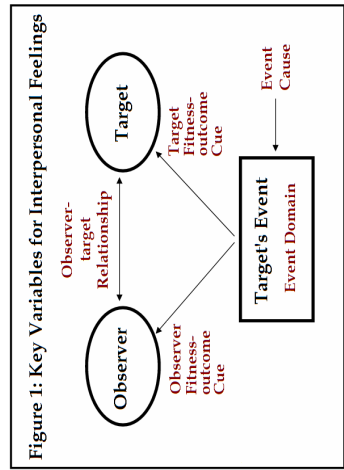 Figure 1: Key Variables for Interpersonal Feelings
Observer
Observer-
target
Relationship
Target
Observer
Fitness-
outcome
Cue
Target
Fitness-
outcome
Cue
Target's Event
Event Domain
Event
Cause